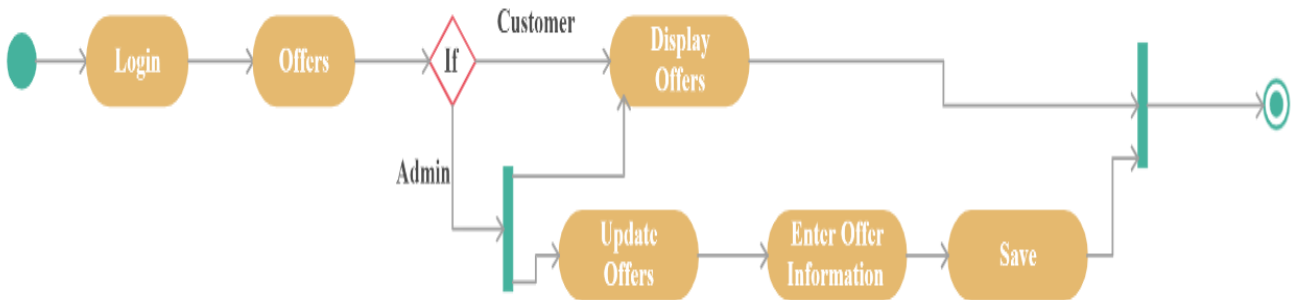 Login
Offers
If
Customer
Display
Offers
Admin
Update
Offers
Enter Offer
Information
Save